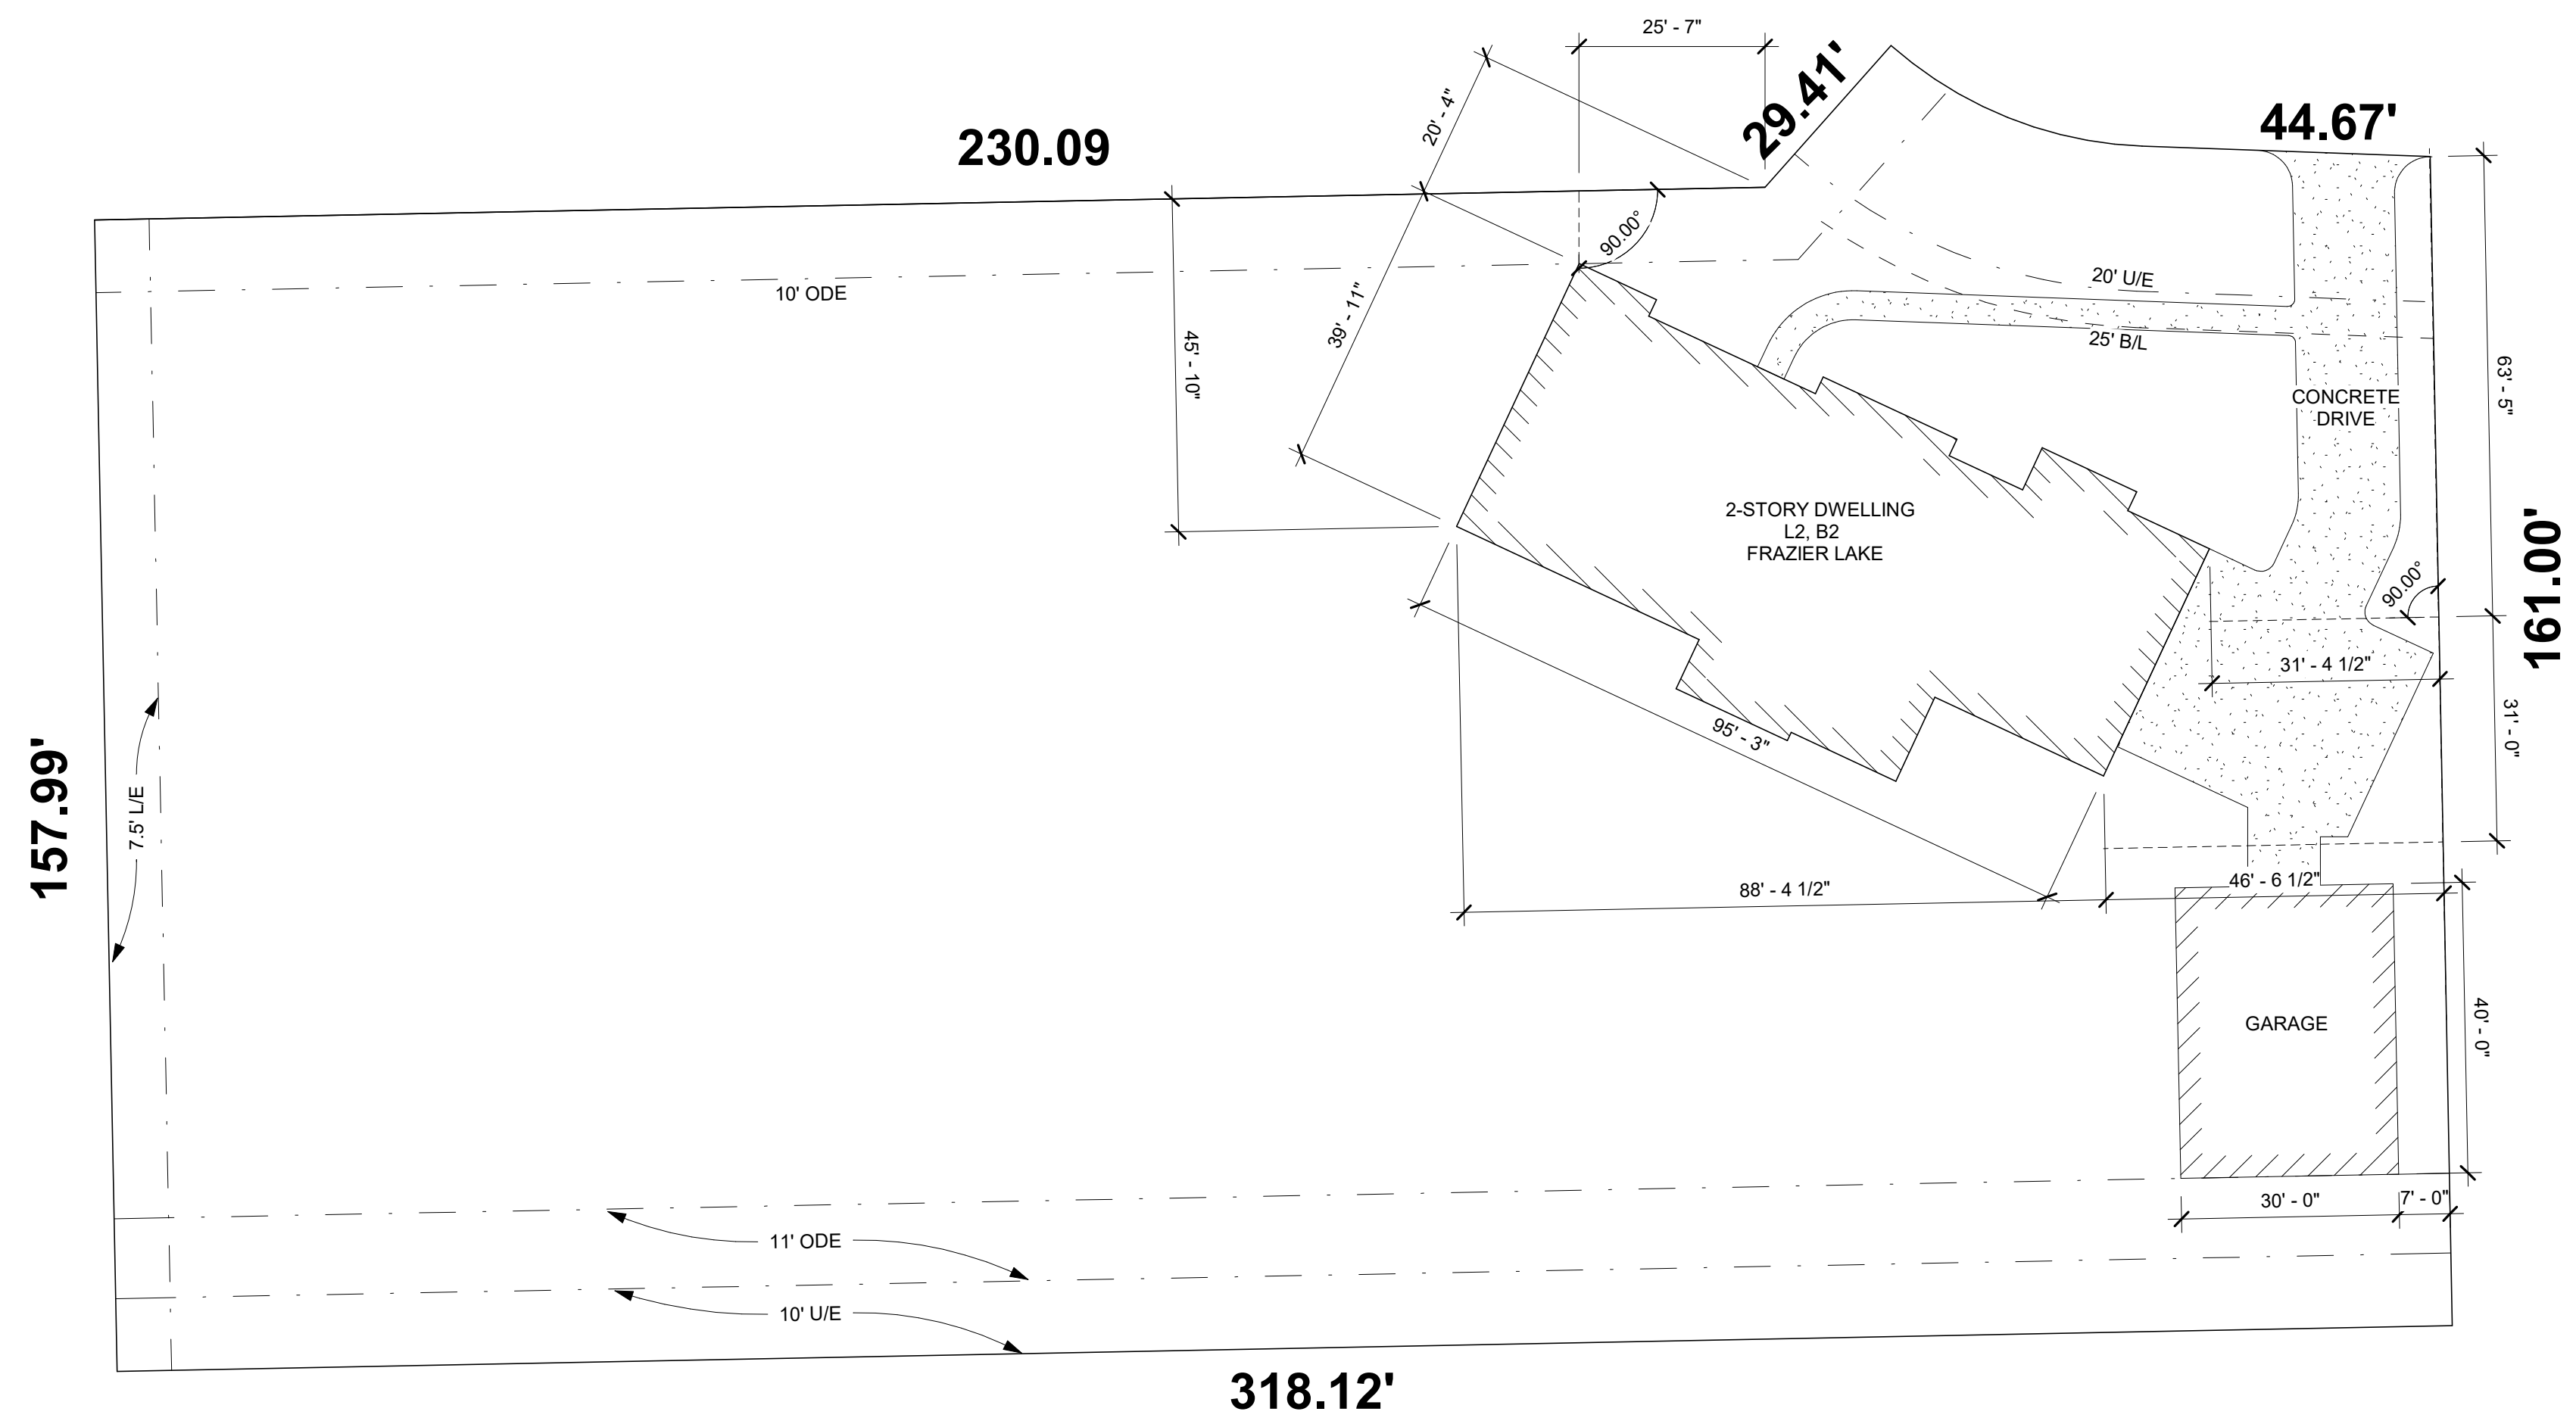 25' - 7"
29.41'
20' - 4"
44.67'
230.09
90.00°
20' U/E
10' ODE
39' - 11"
45' - 10"
25' B/L
63' - 5"
CONCRETE
DRIVE
2-STORY DWELLING
L2, B2
FRAZIER LAKE
90.00°
161.00'
31' - 4 1/2"
31' - 0"
95' - 3"
157.99'
7.5' L/E
88' - 4 1/2"
46' - 6 1/2"
GARAGE
40' - 0"
30' - 0"
7' - 0"
11' ODE
10' U/E
318.12'